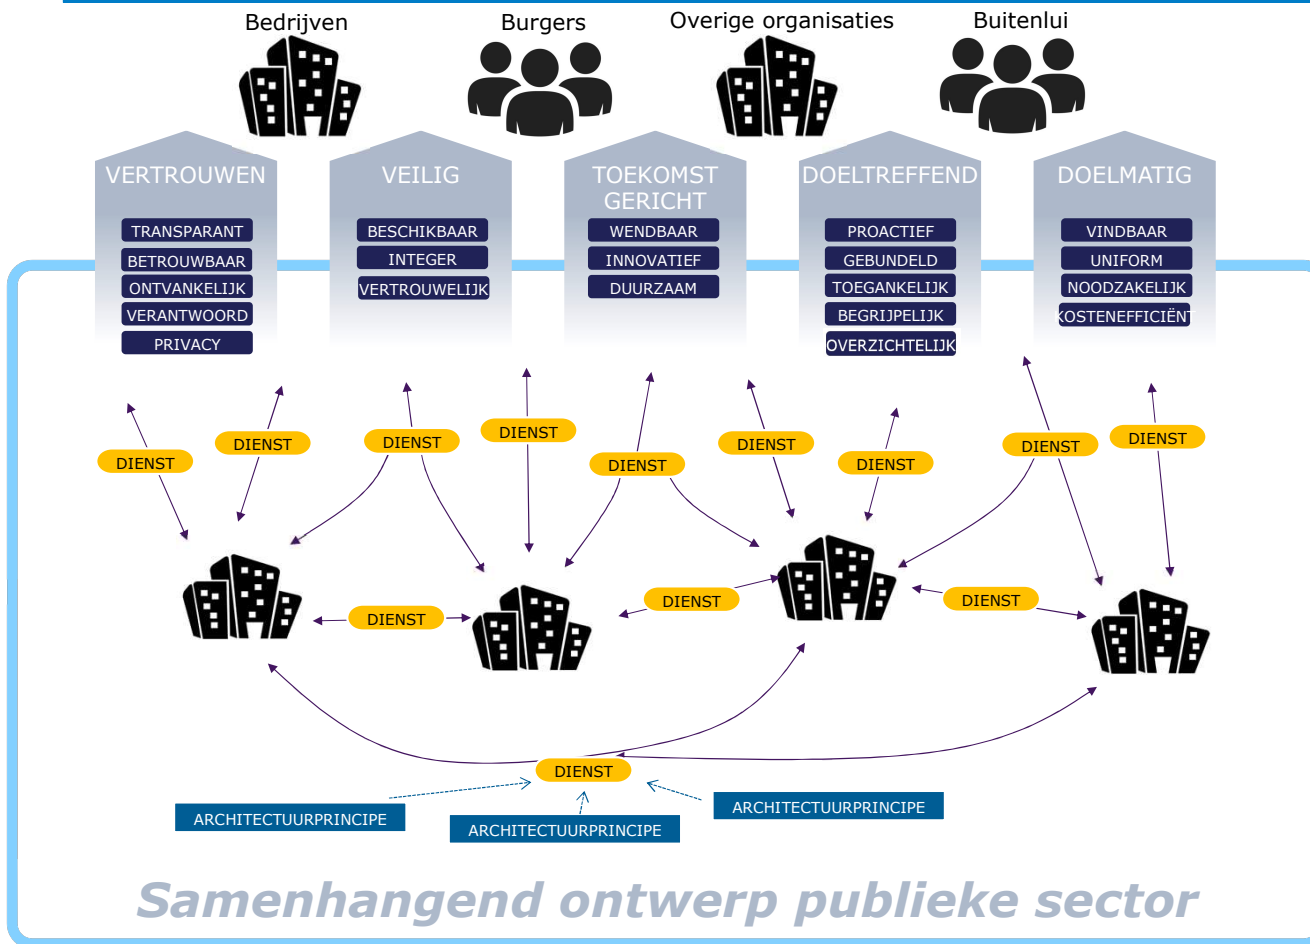 Bedrijven
Burgers
Overige organisaties
Buitenlui
VERTROUWEN
TRANSPARANT
BETROUWBAAR
ONTVANKELIJK
VERANTWOORD
PRIVACY
VEILIG
BESCHIKBAAR
INTEGER
VERTROUWELIJK
TOEKOMST
GERICHT
WENDBAAR
INNOVATIEF
DUURZAAM
DOELTREFFEND
PROACTIEF
GEBUNDELD
TOEGANKELIJK
BEGRIJPELIJK
OVERZICHTELIJK
DOELMATIG
VINDBAAR
UNIFORM
NOODZAKELIJK
KOSTENEFFICIËNT
DIENST
DIENST
DIENST
DIENST
DIENST
DIENST
DIENST
DIENST
DIENST
DIENST
DIENST
DIENST
DIENST
ARCHITECTUURPRINCIPE
ARCHITECTUURPRINCIPE
ARCHITECTUURPRINCIPE
Samenhangend ontwerp publieke sector